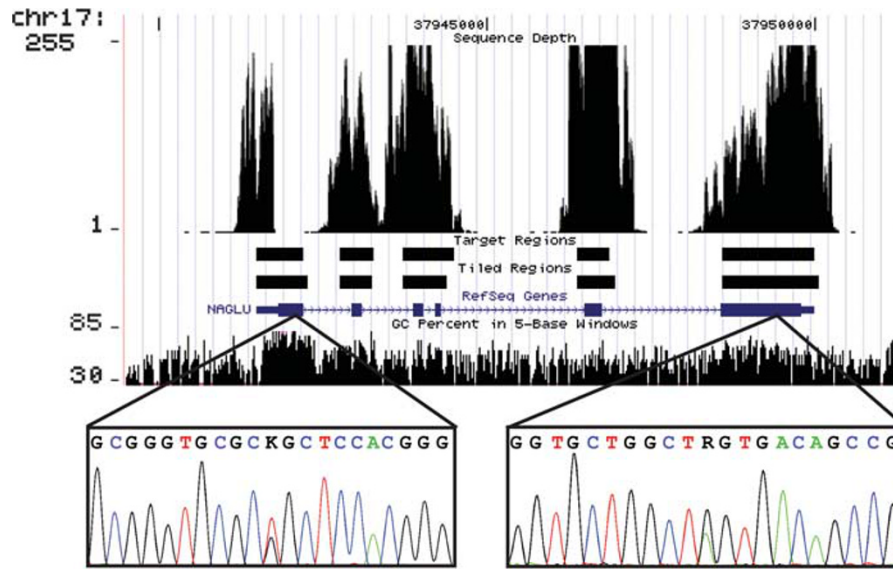 chr17:
37945000|
37950000|
255
Sequence Depth
1
Target Regions
Tiled Regions
RefSeq Genes
NAGLU
GC Percent in 5-Base Windows
85
30
GCGGGTGCGCKGCTCCACGGG
GGTGCTGGCTRGTGACAGCCG